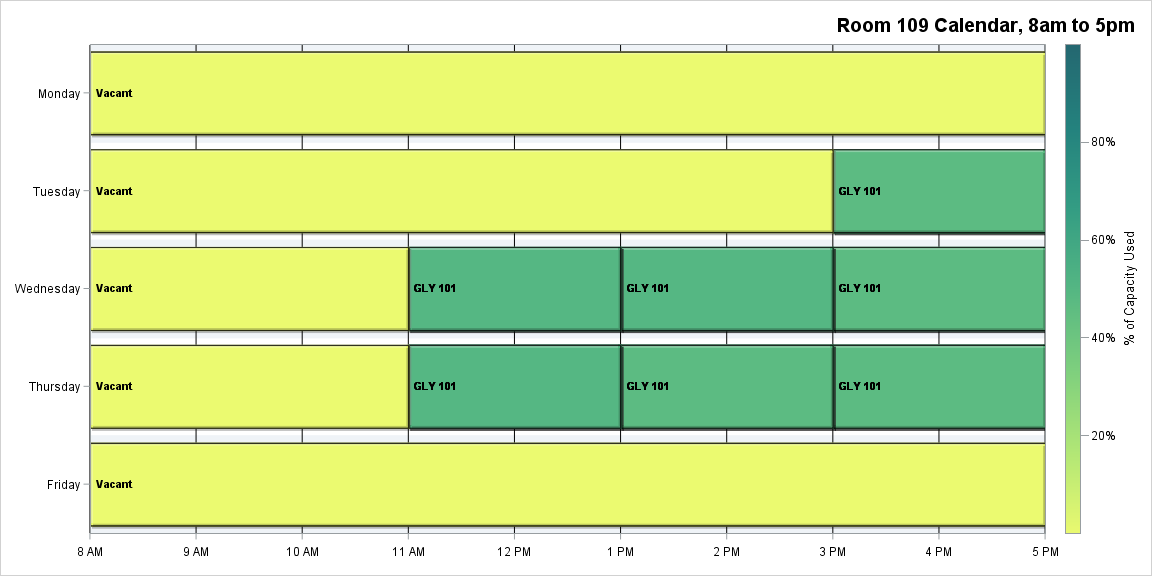 Room 109 Calendar, 8am to 5pm
Monday
Vacant
Tuesday
Vacant
GLY 101
Wednesday
Vacant
GLY 101
GLY 101
GLY 101
Thursday
Vacant
GLY 101
GLY 101
GLY 101
Friday
Vacant
8 AM
9 AM
10 AM
11 AM
12 PM
1 PM
2 PM
3 PM
4 PM
5 PM
80%
60%
40%
20%
% of Capacity Used